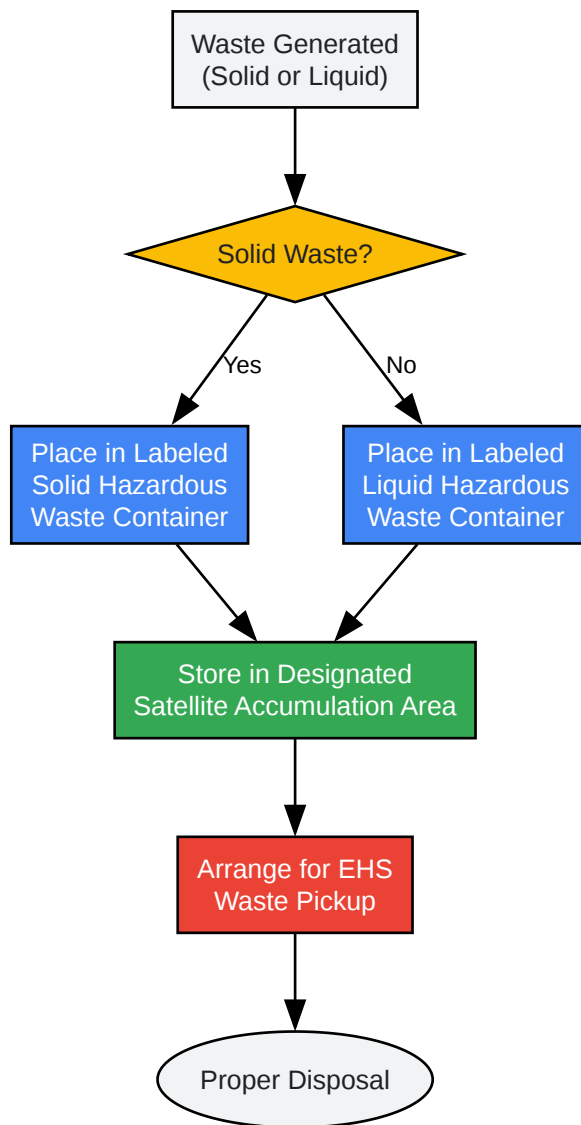 Waste Generated
(Solid or Liquid)
Solid Waste?
Yes
No
Place in Labeled
Solid Hazardous
Waste Container
Place in Labeled
Liquid Hazardous
Waste Container
Store in Designated
Satellite Accumulation Area
Arrange for EHS
Waste Pickup
Proper Disposal